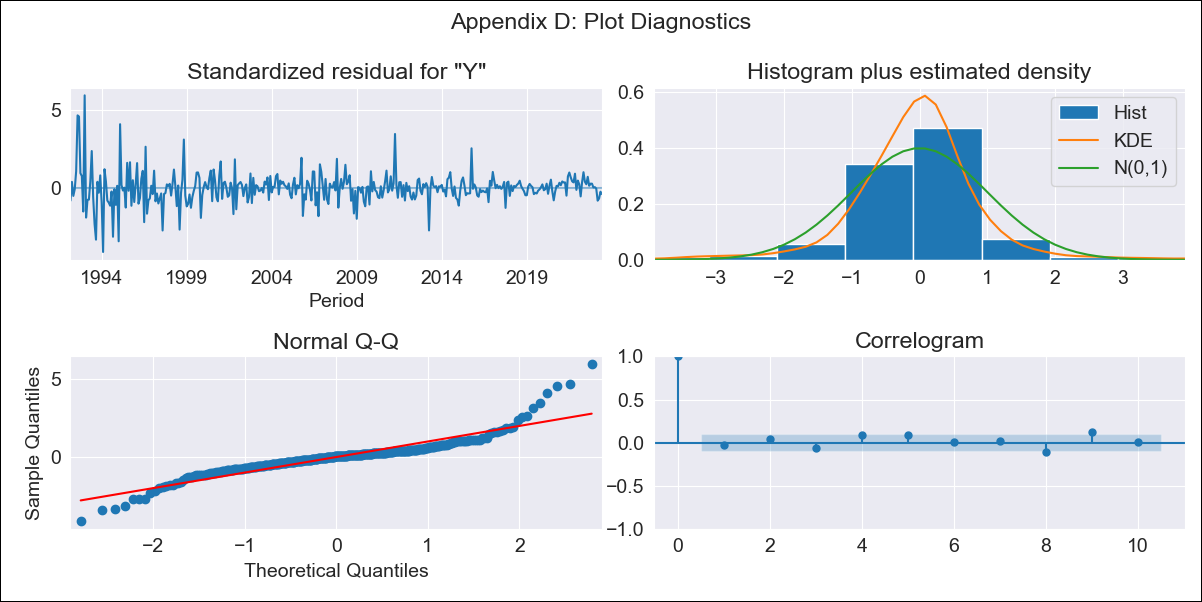 Appendix D: Plot Diagnostics
Standardized residual for "Y"
5
0
1994 1999 2004 2009 2014 2019
Period
Histogram plus estimated density
0.6
0.4
0.2
0.0
Hist
KDE
N(0,1)
−3 −2 −1 0 1 2 3
Normal Q-Q
Sample Quantiles
5
0
−2 −1 0 1 2
Theoretical Quantiles
Correlogram
1.0
0.5
0.0
−0.5
−1.0
0 2 4 6 8 10